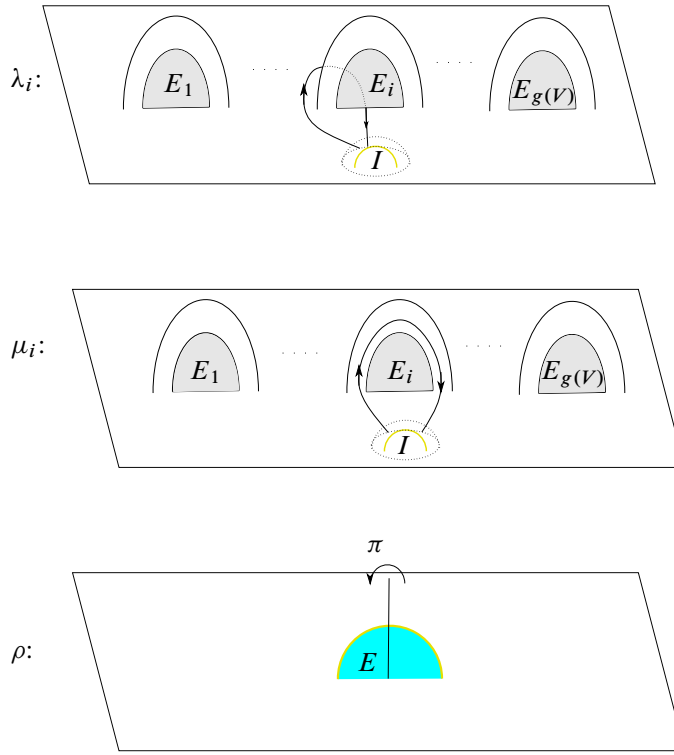 λ_i: E_1 . . . . E_i . . . . E_{g(V)}
I
μ_i: E_1 . . . . E_i . . . . E_{g(V)}
I
π
ρ: E